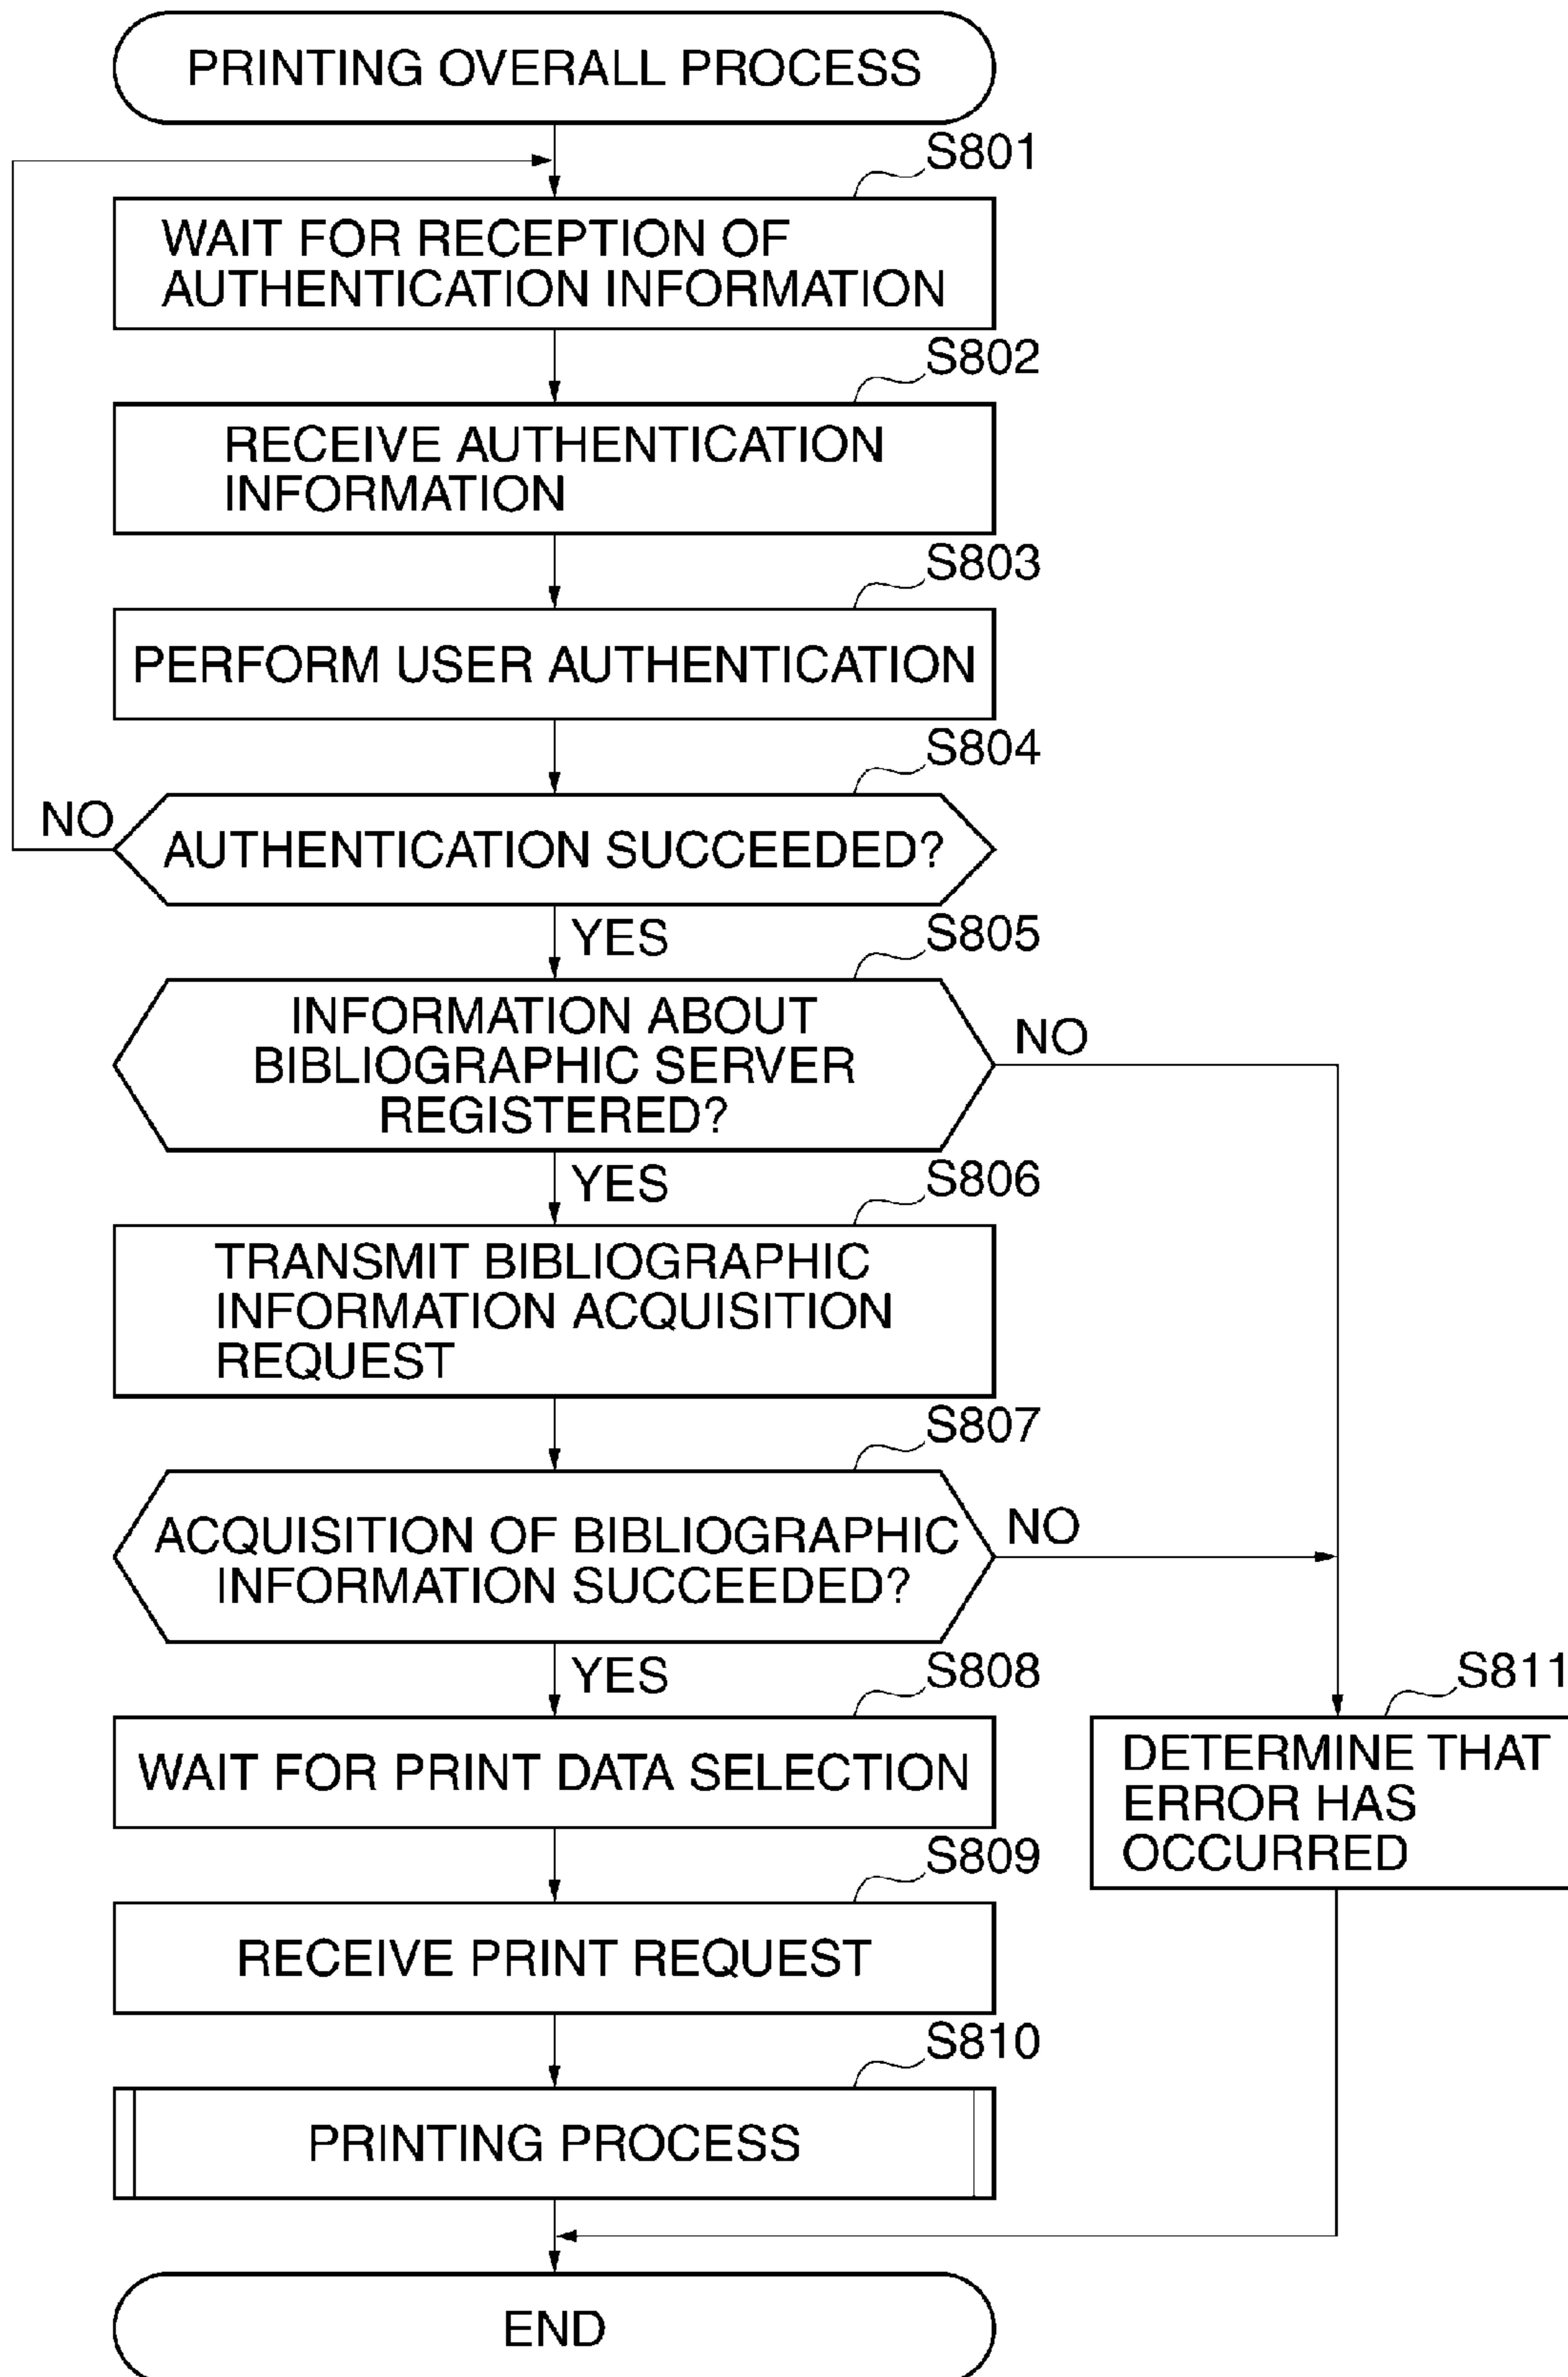 PRINTING OVERALL PROCESS
S801
WAIT FOR RECEPTION OF
AUTHENTICATION INFORMATION
S802
RECEIVE AUTHENTICATION
INFORMATION
S803
PERFORM USER AUTHENTICATION
S804
NO
AUTHENTICATION SUCCEEDED?
YES
S805
INFORMATION ABOUT
BIBLIOGRAPHIC SERVER
REGISTERED?
NO
YES
S806
TRANSMIT BIBLIOGRAPHIC
INFORMATION ACQUISITION
REQUEST
S807
ACQUISITION OF BIBLIOGRAPHIC
INFORMATION SUCCEEDED?
NO
YES
S808
WAIT FOR PRINT DATA SELECTION
S811
DETERMINE THAT
ERROR HAS
OCCURRED
S809
RECEIVE PRINT REQUEST
S810
PRINTING PROCESS
END